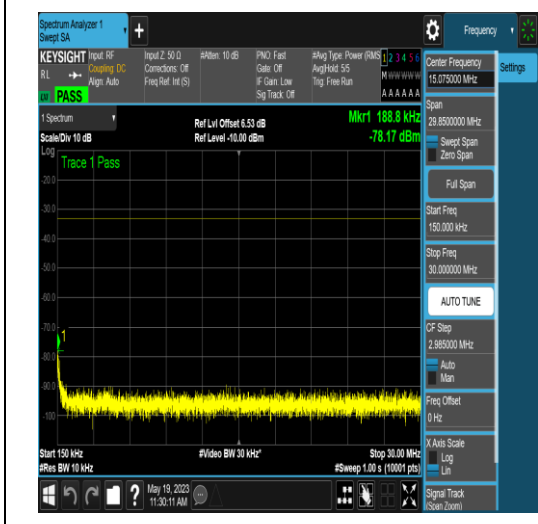 Spectrum Analyzer 1
Swept SA
+
Frequency
KEYSIGHT
RL
PASS
Input: RF
Coupling: DC
Align: Auto
Input Z: 50 Ω
Corrections: Off
Freq Ref: Int (S)
#Atten: 10 dB
PNO: Fast
Gate: Off
IF Gain: Low
Sig Track: Off
#Avg Type: Power (RMS
Avg|Hold: 5/5
Trig: Free Run
1 2 3 4 5 6
M W W W W W
A A A A A A
1 Spectrum
Scale/Div 10 dB
Ref Lvl Offset 6.53 dB
Ref Level -10.00 dBm
Mkr1 188.8 kHz
-78.17 dBm
Log
Trace 1 Pass
-20.0
-30.0
-40.0
-50.0
-60.0
-70.0
1
-80.0
-90.0
-100
Start 150 kHz
#Res BW 10 kHz
#Video BW 30 kHz*
Stop 30.00 MHz
#Sweep 1.00 s (10001 pts)
?
May 19, 2023
11:30:11 AM
Center Frequency
15.075000 MHz
Settings
Span
29.8500000 MHz
Swept Span
Zero Span
Full Span
Start Freq
150.000 kHz
Stop Freq
30.000000 MHz
AUTO TUNE
CF Step
2.985000 MHz
Auto
Man
Freq Offset
0 Hz
X Axis Scale
Log
Lin
Signal Track
(Span Zoom)